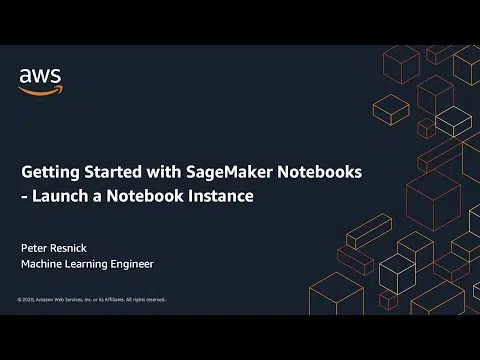 aws
Getting Started with SageMaker Notebooks
- Launch a Notebook Instance
Peter Resnick
Machine Learning Engineer
© 2020, Amazon Web Services, Inc. or its Affiliates. All rights reserved.